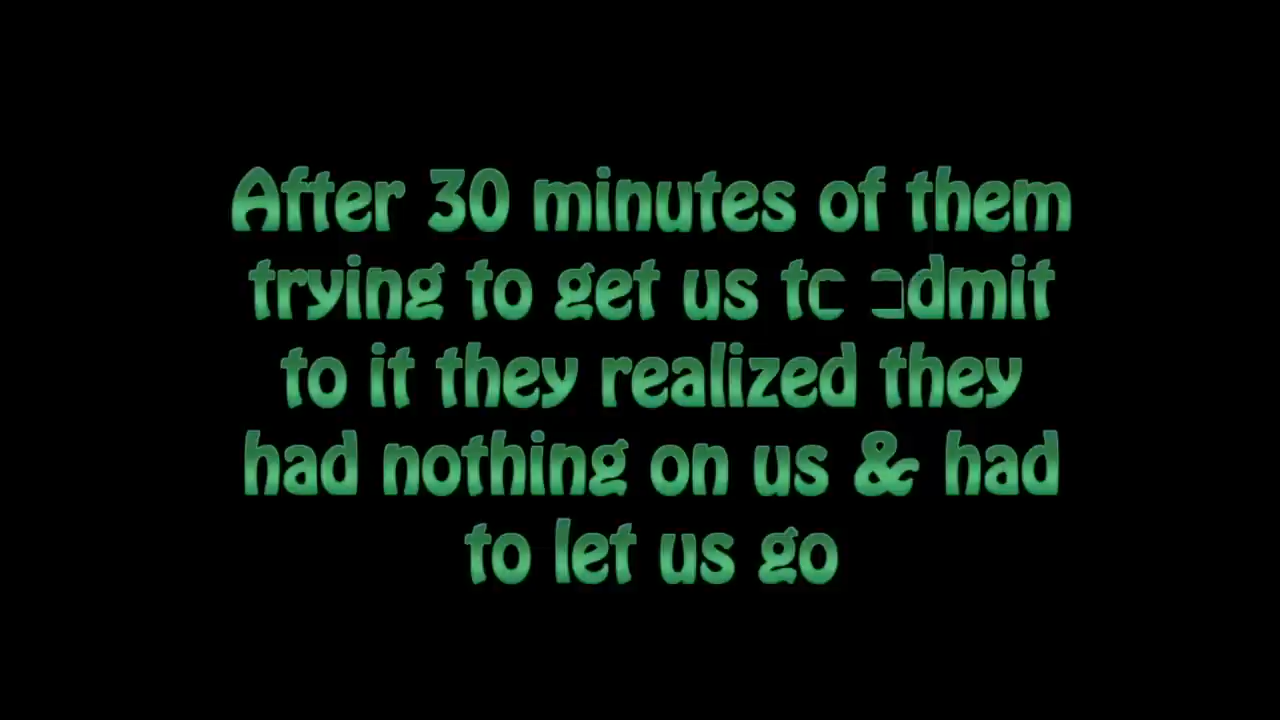 After 30 minutes of them
trying to get us to admit
to it they realized they
had nothing on us & had
to let us go